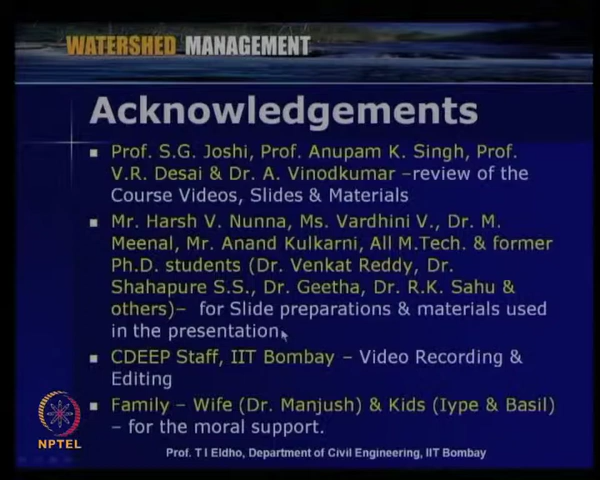 WATERSHED MANAGEMENT
Acknowledgements
Prof. S.G. Joshi, Prof. Anupam K. Singh, Prof.
V.R. Desai & Dr. A. Vinodkumar –review of the
Course Videos, Slides & Materials
Mr. Harsh V. Nunna, Ms. Vardhini V., Dr. M.
Meenal, Mr. Anand Kulkarni, All M.Tech. & former
Ph.D. students (Dr. Venkat Reddy, Dr.
Shahapure S.S., Dr. Geetha, Dr. R.K. Sahu &
others)– for Slide preparations & materials used
in the presentation
CDEEP Staff, IIT Bombay – Video Recording &
Editing
Family – Wife (Dr. Manjush) & Kids (Iype & Basil)
– for the moral support.
NPTEL
Prof. T I Eldho, Department of Civil Engineering, IIT Bombay